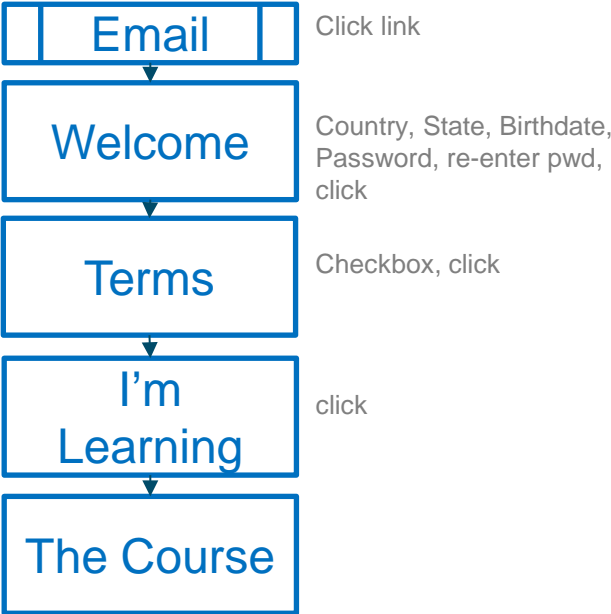 Email
Click link
Welcome
Country, State, Birthdate,
Password, re-enter pwd,
click
Terms
Checkbox, click
I’m
Learning
click
The Course